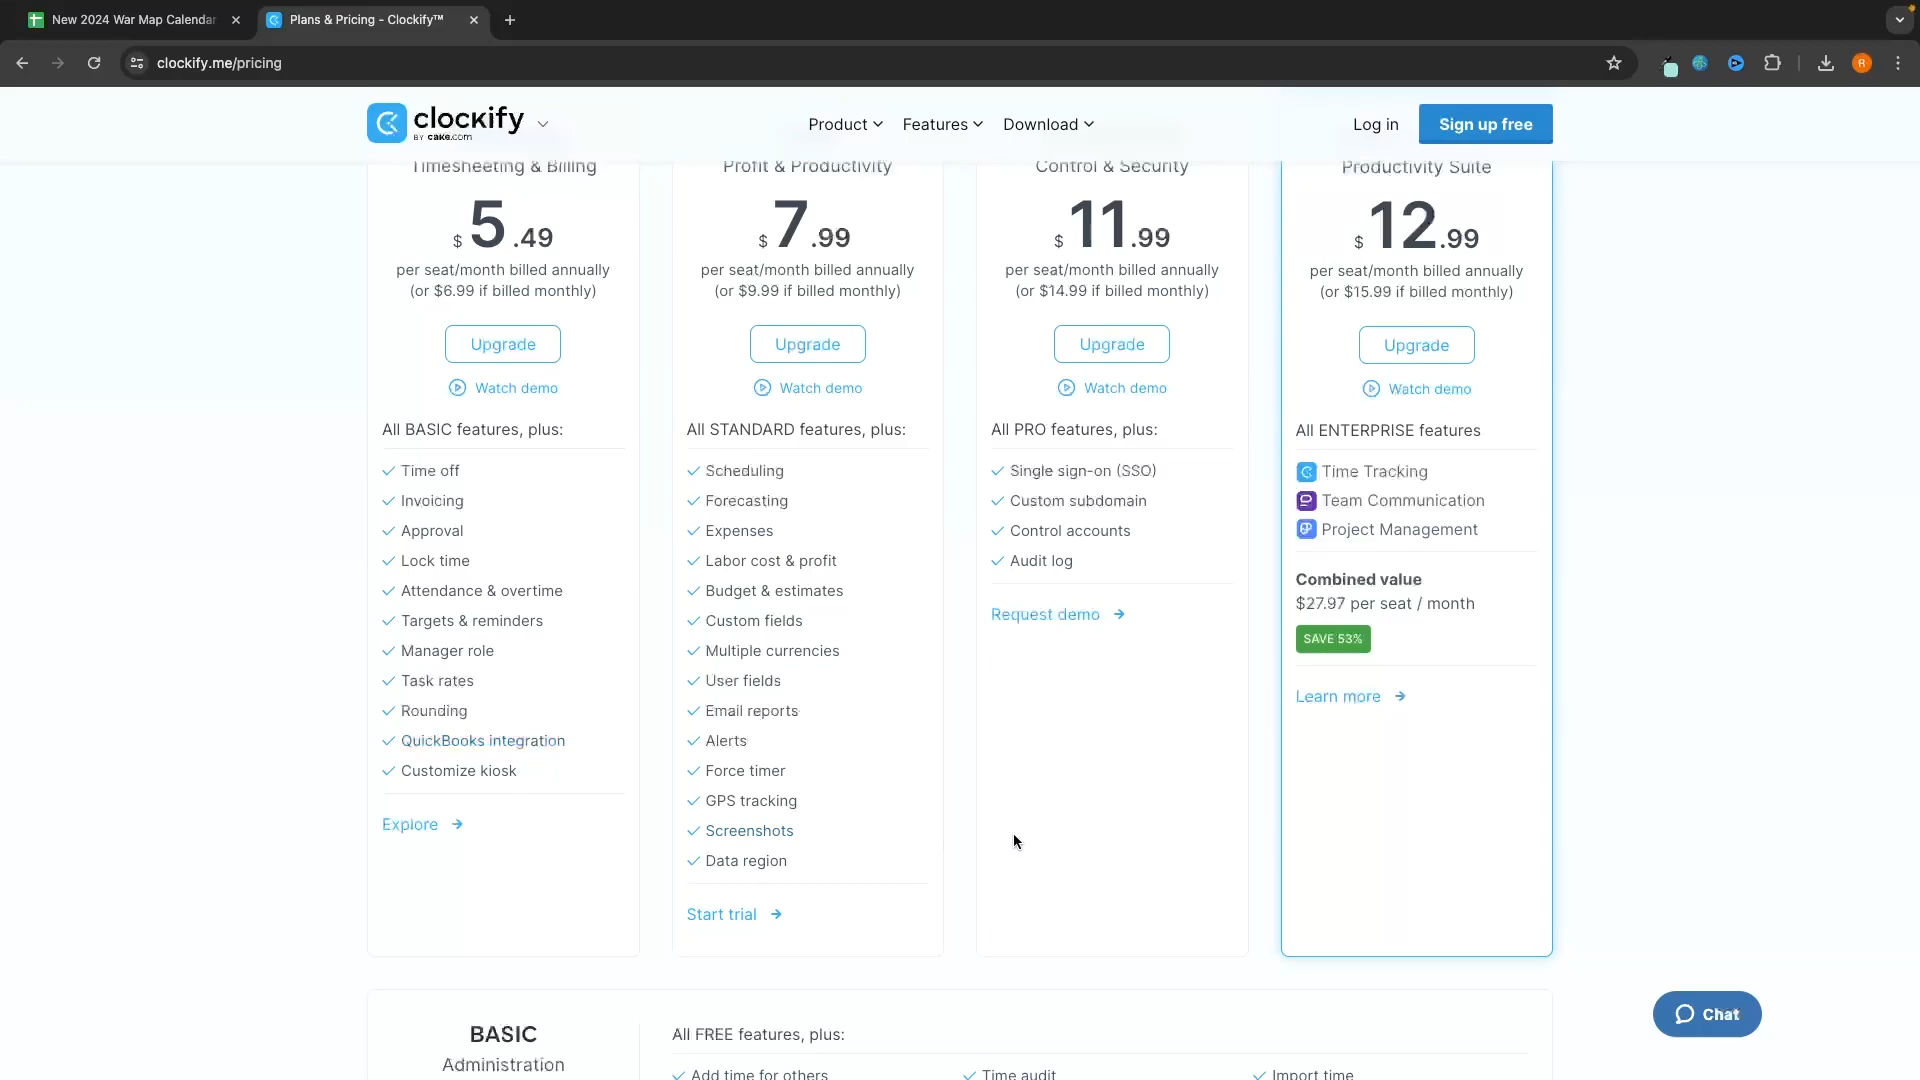 New 2024 War Map Calendar
Plans & Pricing - Clockify™
clockify.me/pricing
R
clockify
BY cake.com
Product
Features
Download
Log in
Sign up free
Timesheeting & Billing
$ 5.49
per seat/month billed annually
(or $6.99 if billed monthly)
Upgrade
Watch demo
All BASIC features, plus:
Time off
Invoicing
Approval
Lock time
Attendance & overtime
Targets & reminders
Manager role
Task rates
Rounding
QuickBooks integration
Customize kiosk
Explore
Profit & Productivity
$ 7.99
per seat/month billed annually
(or $9.99 if billed monthly)
Upgrade
Watch demo
All STANDARD features, plus:
Scheduling
Forecasting
Expenses
Labor cost & profit
Budget & estimates
Custom fields
Multiple currencies
User fields
Email reports
Alerts
Force timer
GPS tracking
Screenshots
Data region
Start trial
Control & Security
$ 11.99
per seat/month billed annually
(or $14.99 if billed monthly)
Upgrade
Watch demo
All PRO features, plus:
Single sign-on (SSO)
Custom subdomain
Control accounts
Audit log
Request demo
Productivity Suite
$ 12.99
per seat/month billed annually
(or $15.99 if billed monthly)
Upgrade
Watch demo
All ENTERPRISE features
Time Tracking
Team Communication
Project Management
Combined value
$27.97 per seat / month
SAVE 53%
Learn more
BASIC
Administration
All FREE features, plus:
Add time for others
Time audit
Import time
Chat